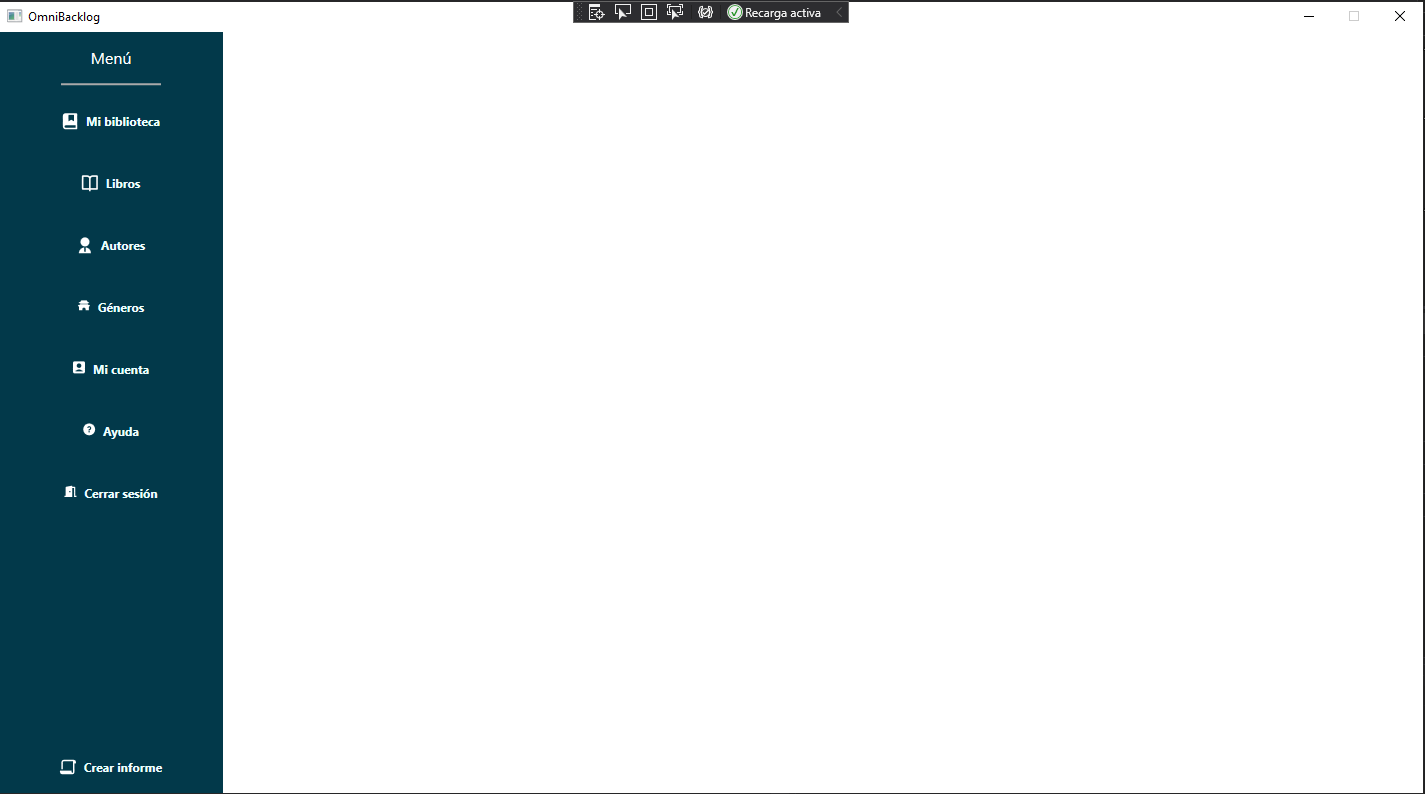 OmniBacklog
Recarga activa
Menú
Mi biblioteca
Libros
Autores
Géneros
Mi cuenta
? Ayuda
Cerrar sesión
Crear informe